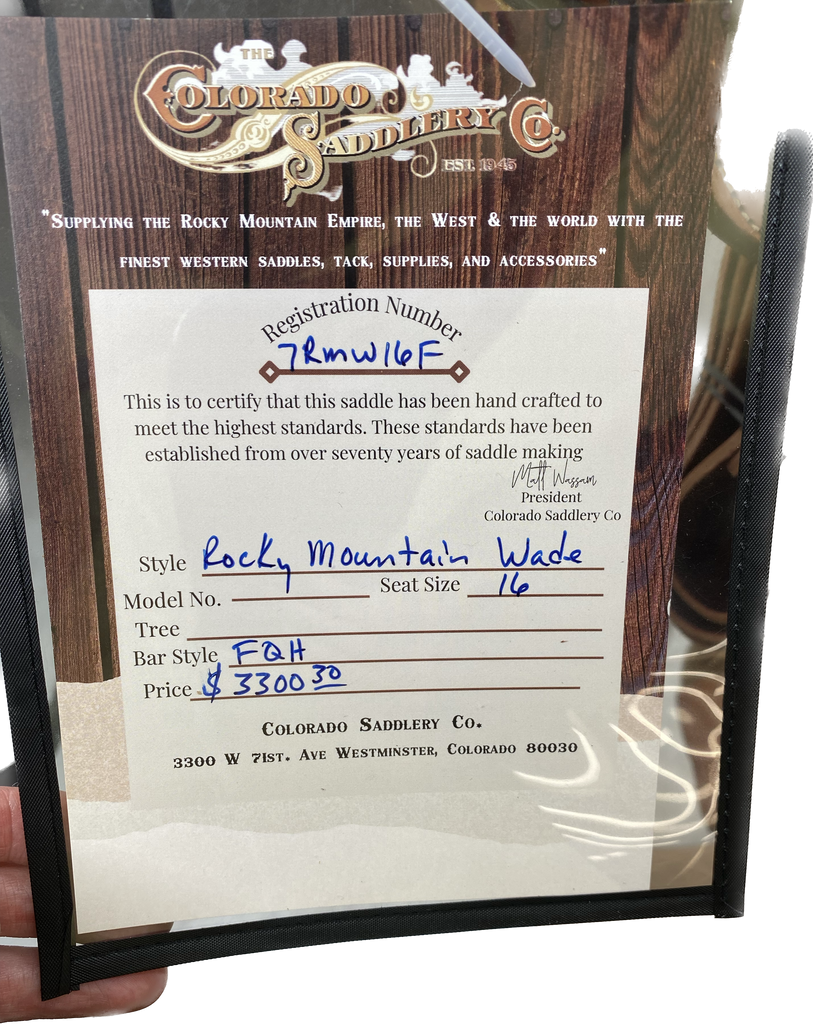 THE
COLORADO
SADDLERY CO.
EST. 1945
"SUPPLYING THE ROCKY MOUNTAIN EMPIRE, THE WEST & THE WORLD WITH THE
FINEST WESTERN SADDLES, TACK, SUPPLIES, AND ACCESSORIES"
Registration Number
7RMW16F
This is to certify that this saddle has been hand crafted to
meet the highest standards. These standards have been
established from over seventy years of saddle making
Matt Wassam
President
Colorado Saddlery Co
Style Rocky Mountain Wade
Model No. Seat Size 16
Tree
Bar Style FQH
Price $ 3300 30
COLORADO SADDLERY CO.
3300 W 71ST. AVE WESTMINSTER, COLORADO 80030